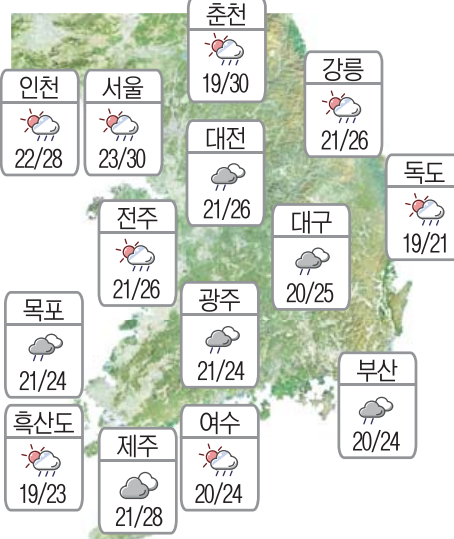 춘천
19/30
강릉
21/26
인천
22/28
서울
23/30
대전
21/26
독도
19/21
전주
21/26
대구
20/25
목포
21/24
광주
21/24
부산
20/24
흑산도
19/23
제주
21/28
여수
20/24